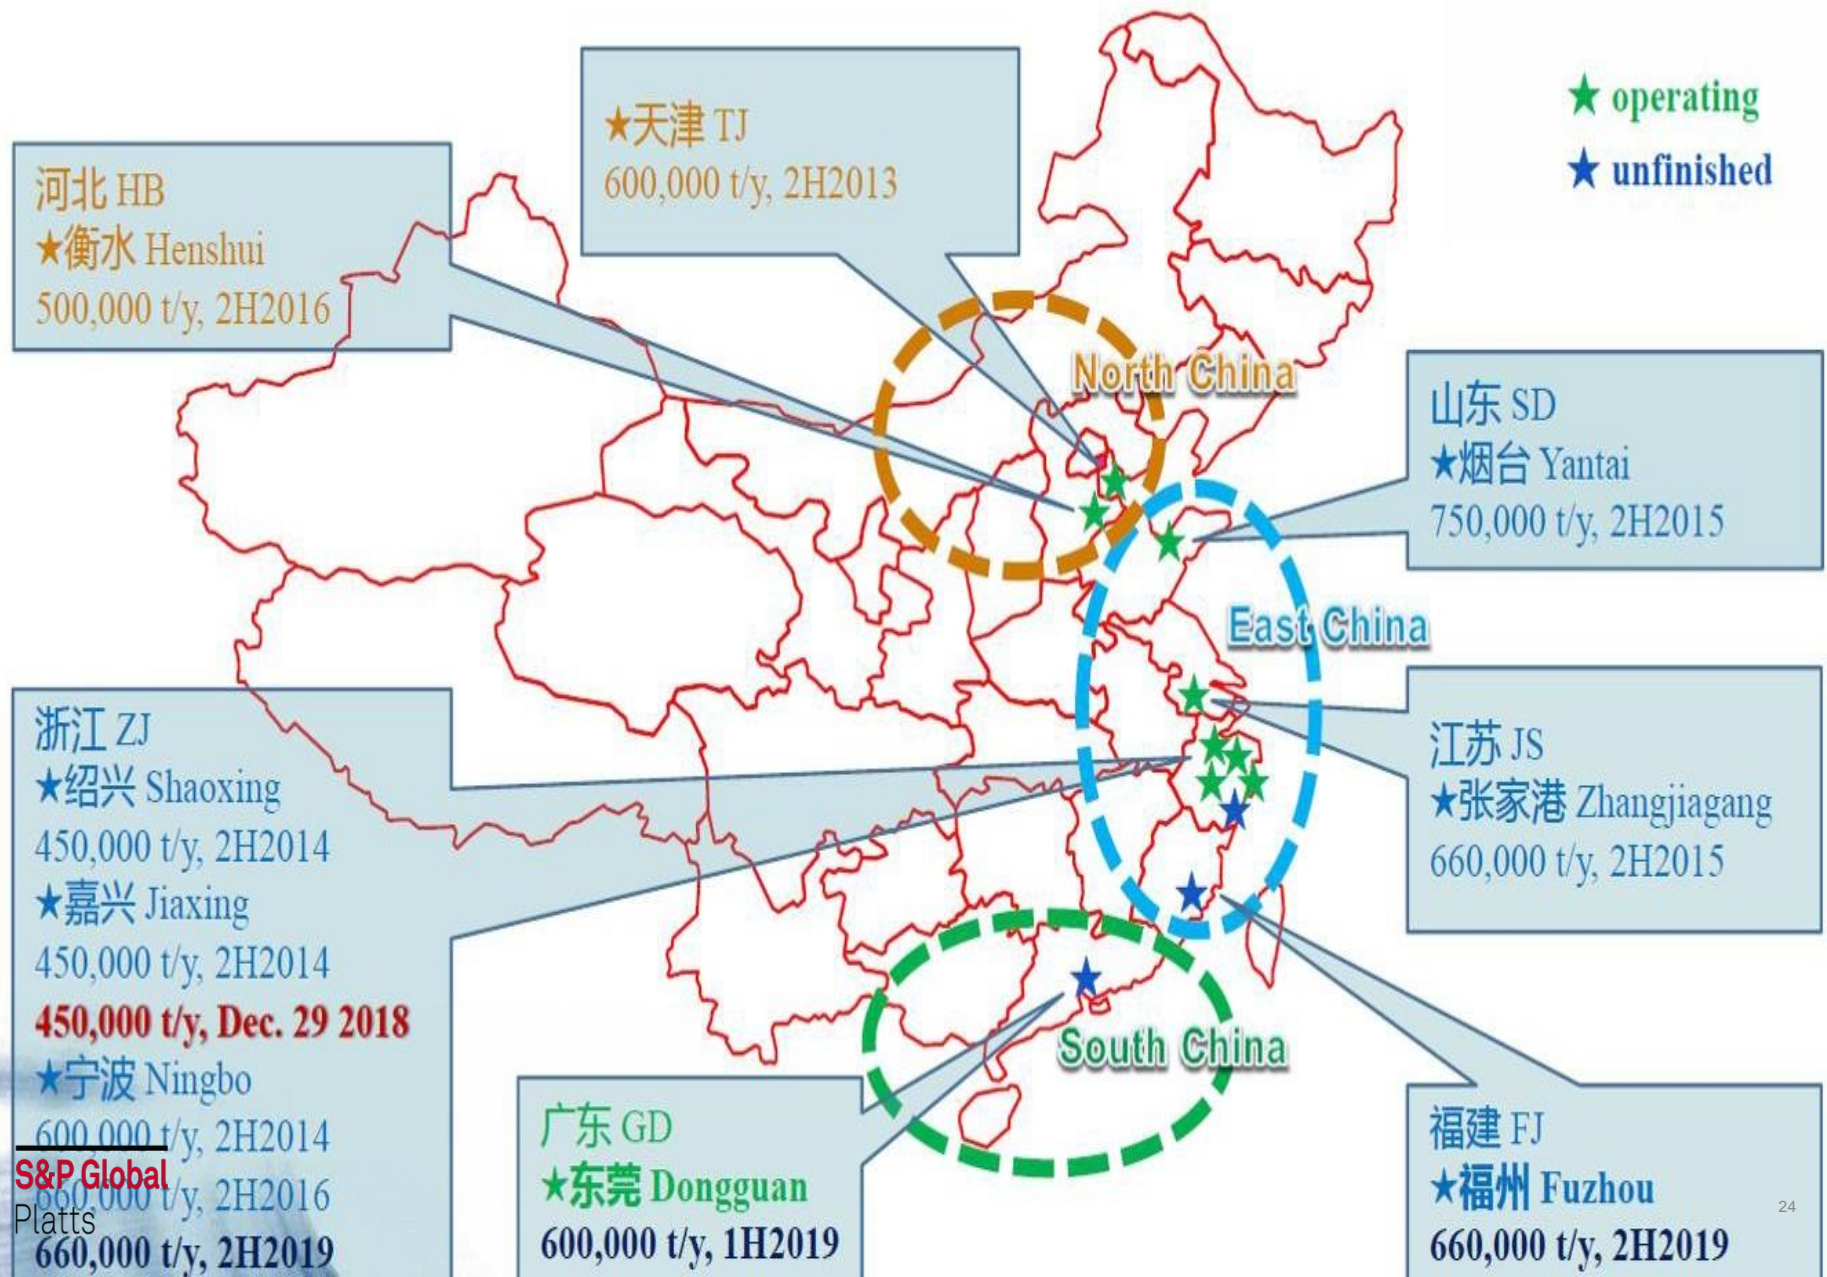 ★天津 TJ
600,000 t/y, 2H2013
★ operating
★ unfinished
河北 HB
★衡水 Henshui
500,000 t/y, 2H2016
North China
山东 SD
★烟台 Yantai
750,000 t/y, 2H2015
East China
江苏 JS
★张家港 Zhangjiagang
660,000 t/y, 2H2015
浙江 ZJ
★绍兴 Shaoxing
450,000 t/y, 2H2014
★嘉兴 Jiaxing
450,000 t/y, 2H2014
450,000 t/y, Dec. 29 2018
★宁波 Ningbo
600,000 t/y, 2H2014
660,000 t/y, 2H2016
660,000 t/y, 2H2019
S&P Global
Platts
South China
广东 GD
★东莞 Dongguan
600,000 t/y, 1H2019
福建 FJ
★福州 Fuzhou
660,000 t/y, 2H2019
24